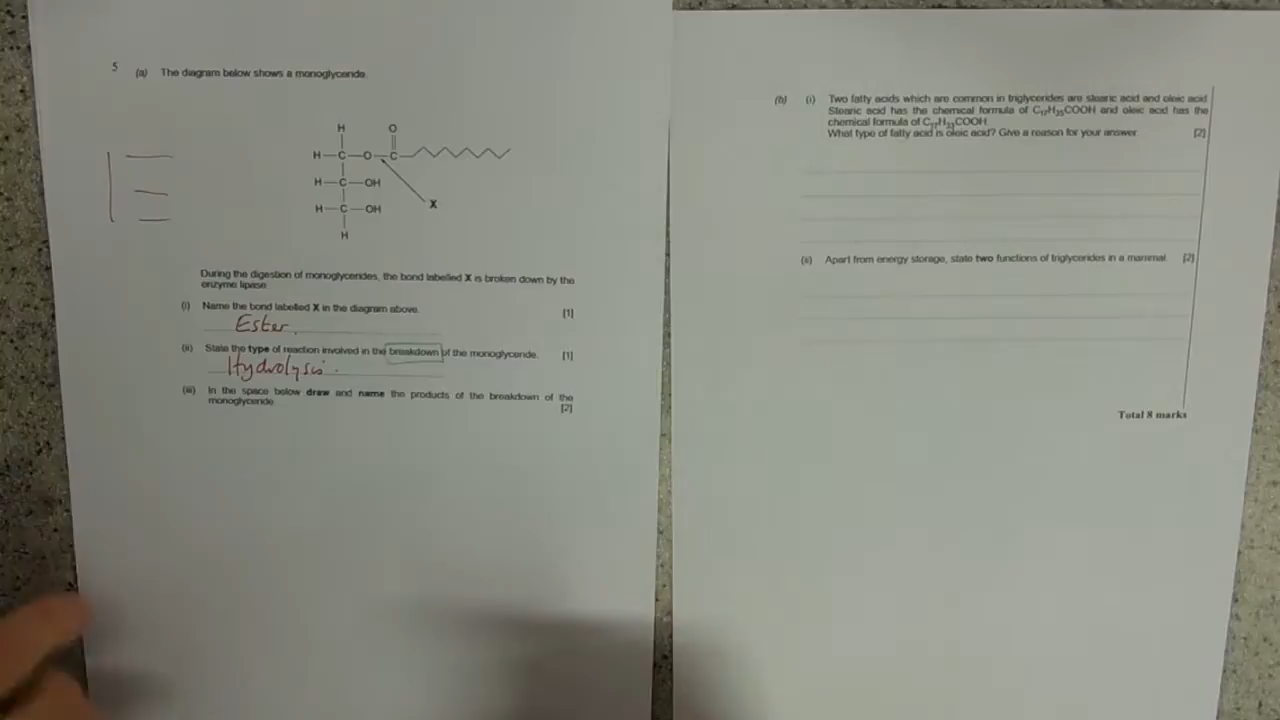 5
(a) The diagram below shows a monoglyceride.
H O
H C O C
H C OH
X
H C OH
H
During the digestion of monoglycerides, the bond labelled X is broken down by the
enzyme lipase.
(i) Name the bond labelled X in the diagram above. [1]
Ester.
(ii) State the type of reaction involved in the breakdown of the monoglyceride. [1]
Hydrolysis.
(iii) In the space below draw and name the products of the breakdown of the
monoglyceride. [2]
(b) (i) Two fatty acids which are common in triglycerides are stearic acid and oleic acid.
Stearic acid has the chemical formula of C₁₇H₃₅COOH and oleic acid has the
chemical formula of C₁₇H₃₃COOH.
What type of fatty acid is oleic acid? Give a reason for your answer. [2]
(ii) Apart from energy storage, state two functions of triglycerides in a mammal. [2]
Total 8 marks